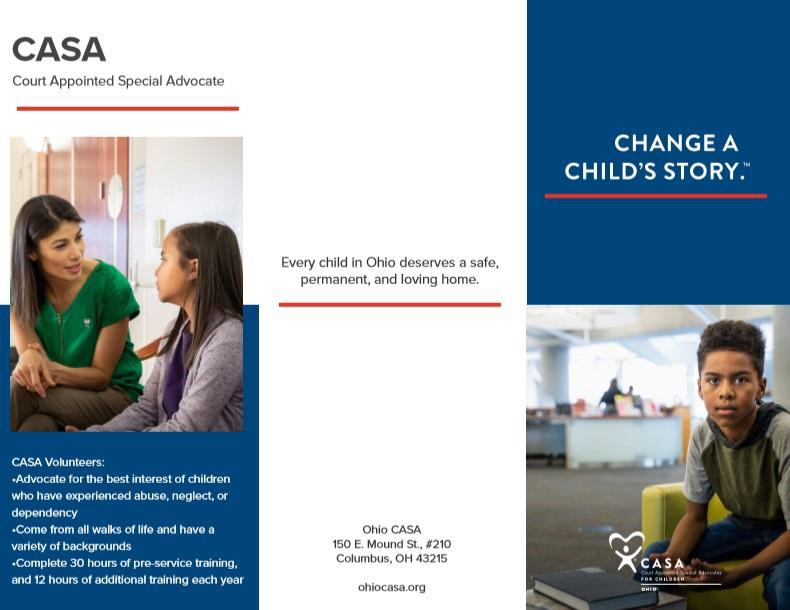 CASA
Court Appointed Special Advocate
CASA Volunteers:
•Advocate for the best interest of children
who have experienced abuse, neglect, or
dependency
•Come from all walks of life and have a
variety of backgrounds
•Complete 30 hours of pre-service training,
and 12 hours of additional training each year
Every child in Ohio deserves a safe,
permanent, and loving home.
Ohio CASA
150 E. Mound St., #210
Columbus, OH 43215
ohiocasa.org
CHANGE A
CHILD'S STORY.™
CASA
Court Appointed Special Advocates
FOR CHILDREN
OHIO